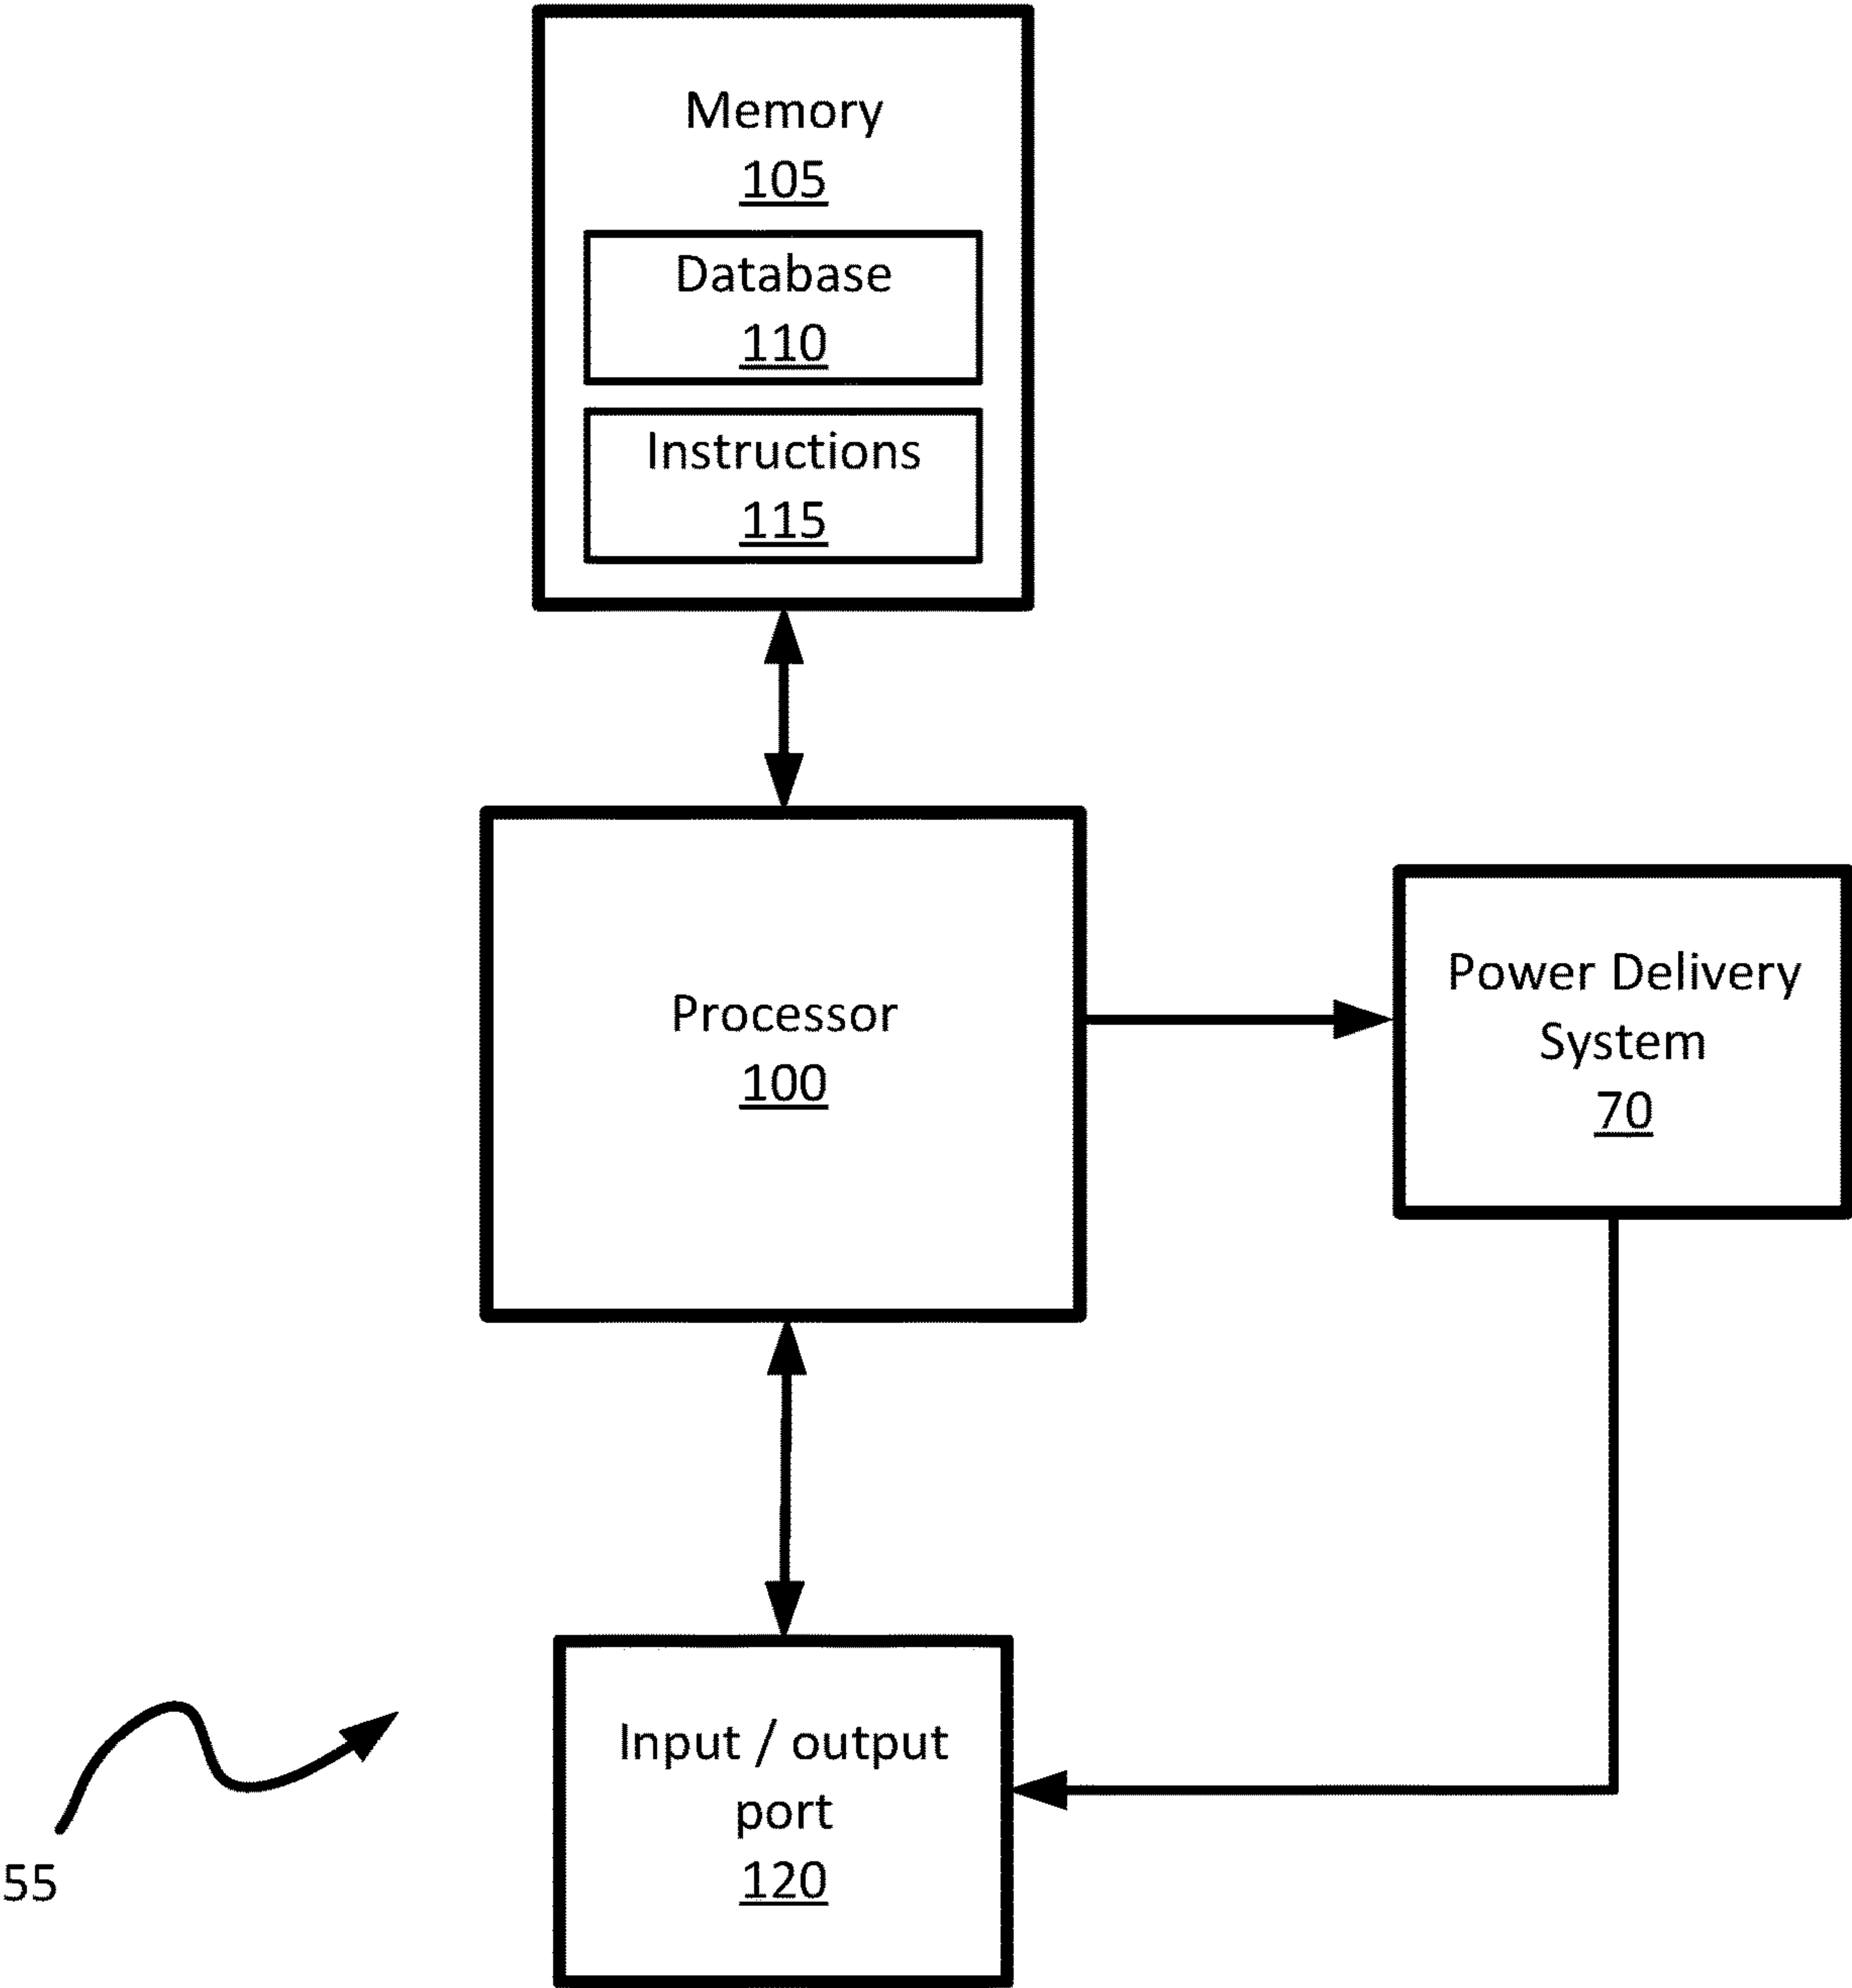 Memory
105
Database
110
Instructions
115
Processor
100
Power Delivery
System
70
Input / output
port
120
55